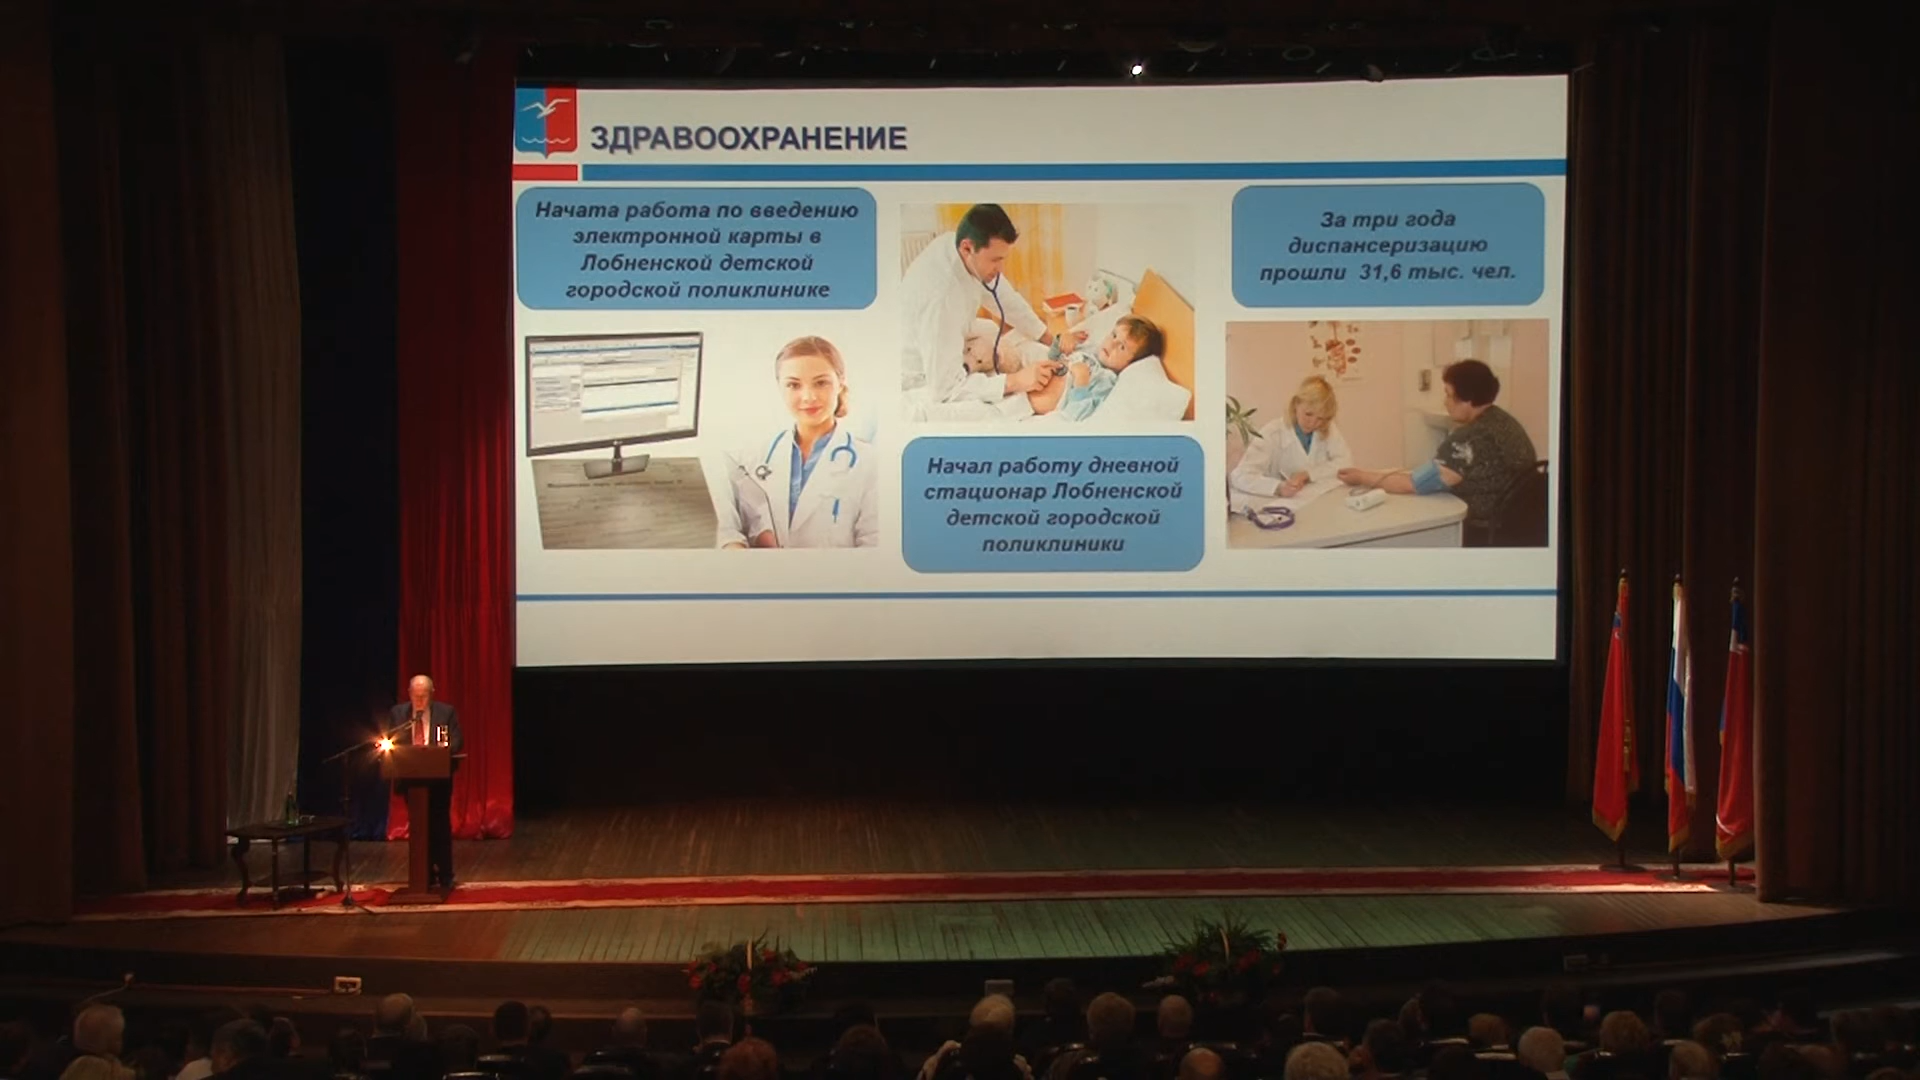 ЗДРАВООХРАНЕНИЕ
Начата работа по введению
электронной карты в
Лобненской детской
городской поликлинике
За три года
диспансеризацию
прошли 31,6 тыс. чел.
Начал работу дневной
стационар Лобненской
детской городской
поликлиники